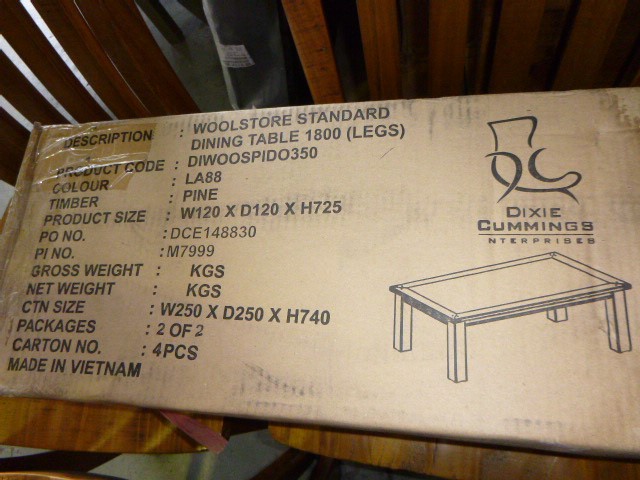 DESCRIPTION : WOOLSTORE STANDARD
DINING TABLE 1800 (LEGS)
PRODUCT CODE : DIWOOSPIDO350
COLOUR : LA88
TIMBER : PINE
PRODUCT SIZE : W120 X D120 X H725
PO NO. : DCE148830
PI NO. : M7999
GROSS WEIGHT : KGS
NET WEIGHT : KGS
CTN SIZE : W250 X D250 X H740
PACKAGES : 2 OF 2
CARTON NO. : 4PCS
MADE IN VIETNAM
DC
DIXIE
CUMMINGS
NTERPRISES